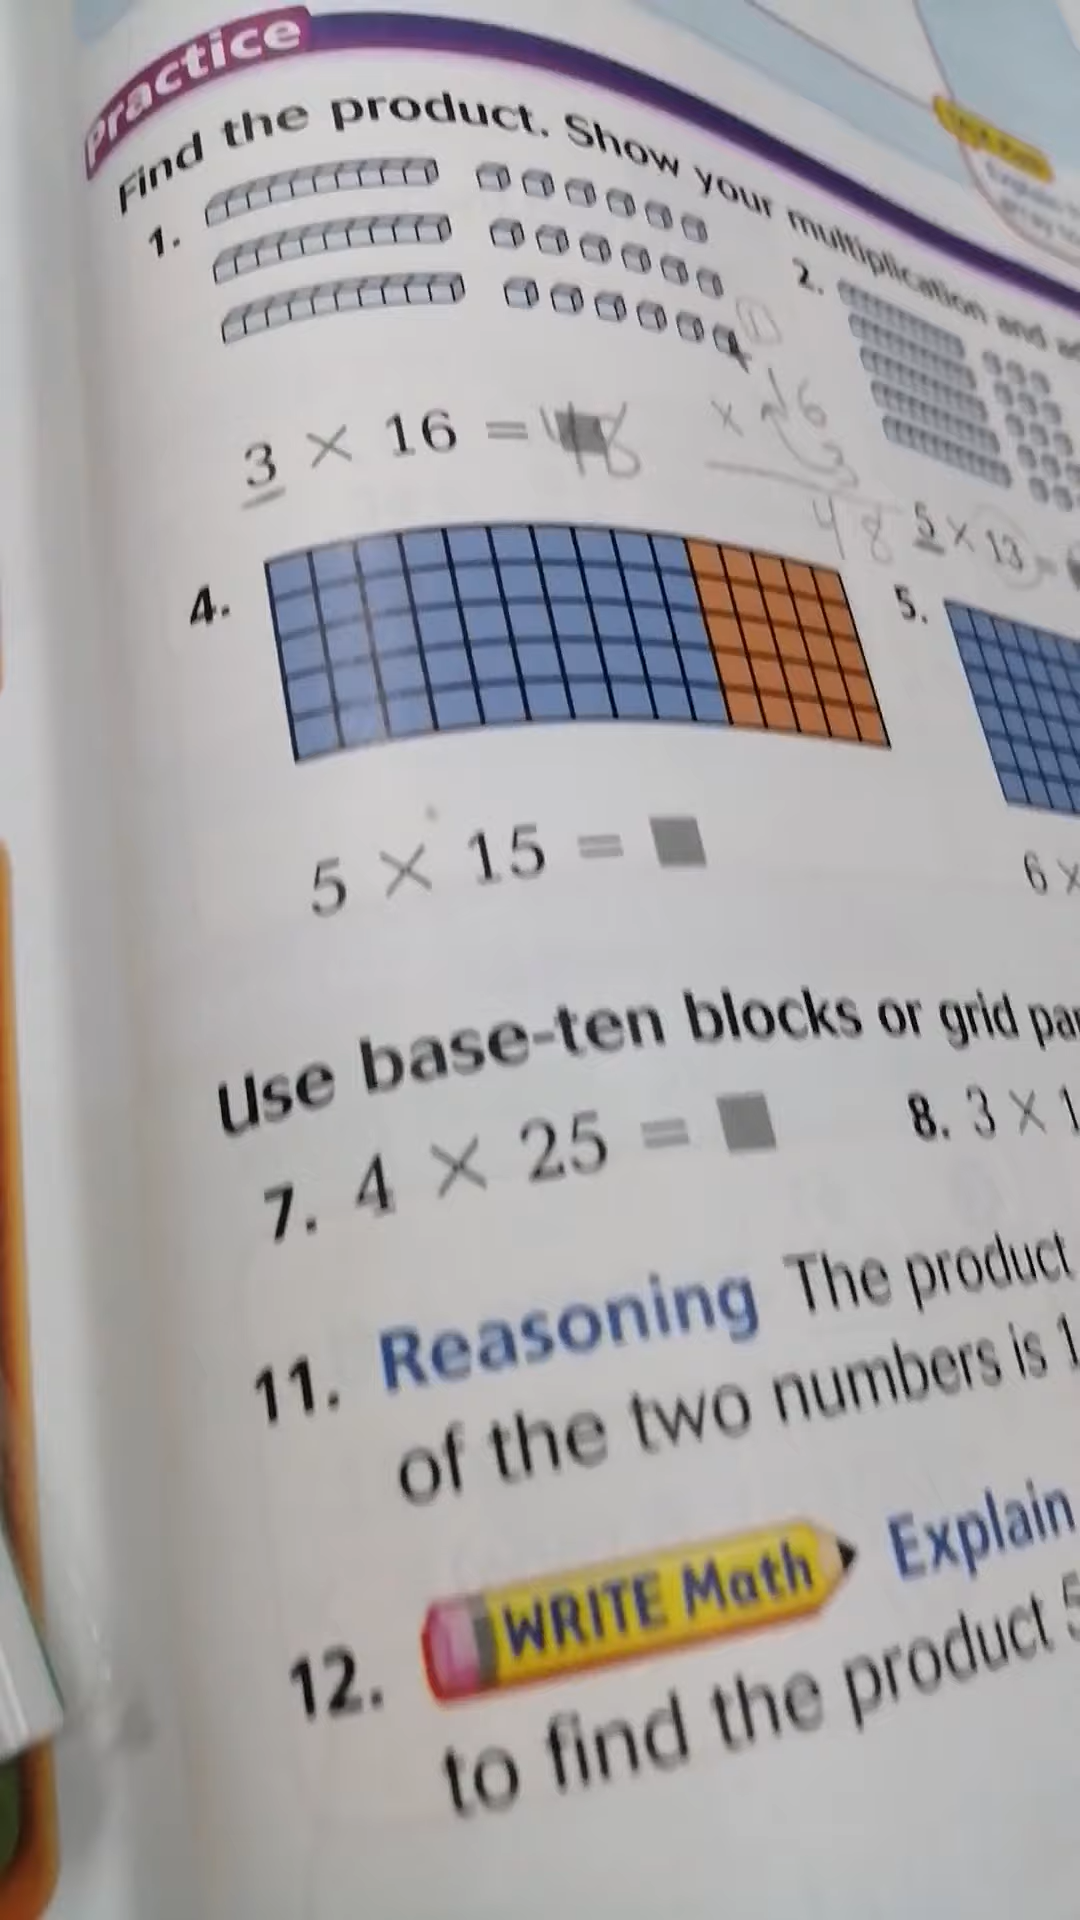 Practice
Find the product. Show your multiplication and
1.
2.
3 × 16 = 48
× 16
3
48
5 × 13 =
4.
5.
5 × 15 = ■
6 ×
Use base-ten blocks or grid
7. 4 × 25 = ■
8. 3 × 1
11. Reasoning The product
of the two numbers is 1
12. WRITE Math Explain
to find the product 5